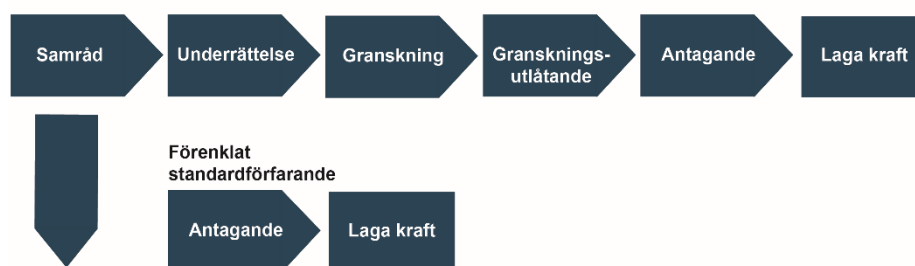 Samråd
Underrättelse
Granskning
Gransknings-
utlåtande
Antagande
Laga kraft
Förenklat
standardförfarande
Antagande
Laga kraft